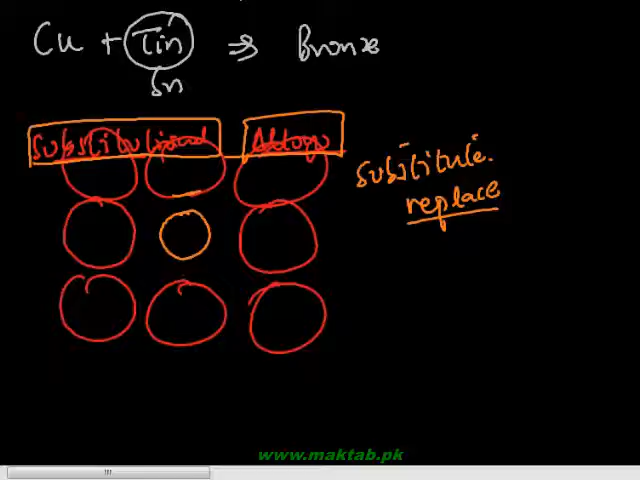 Cu + Tin ⇒ Bronze
Sn
Substitutional Alloys
Substitute.
replace
www.maktab.pk